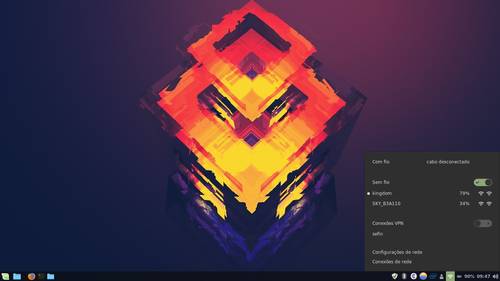 Com fio cabo desconectado
Sem fio
kingdom 79%
SKY_B3A110 34%
Conexões VPN
sefin
Configurações de rede
Conexões de rede
90% 09:47